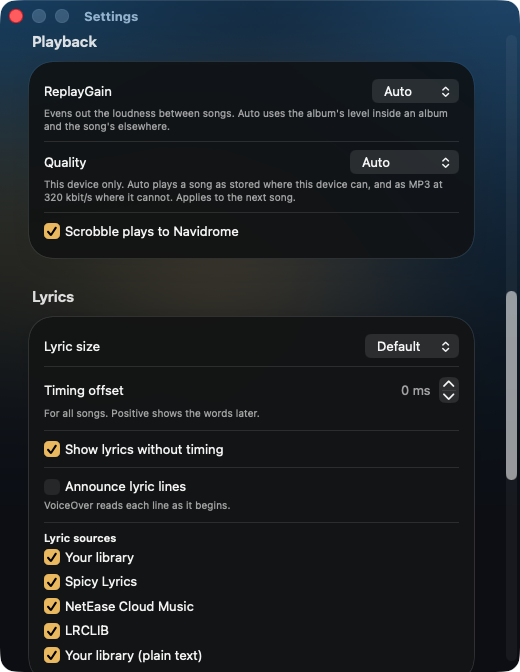 Settings
Playback
ReplayGain
Auto
Evens out the loudness between songs. Auto uses the album's level inside an album
and the song's elsewhere.
Quality
Auto
This device only. Auto plays a song as stored where this device can, and as MP3 at
320 kbit/s where it cannot. Applies to the next song.
Scrobble plays to Navidrome
Lyrics
Lyric size
Default
Timing offset
0 ms
For all songs. Positive shows the words later.
Show lyrics without timing
Announce lyric lines
VoiceOver reads each line as it begins.
Lyric sources
Your library
Spicy Lyrics
NetEase Cloud Music
LRCLIB
Your library (plain text)